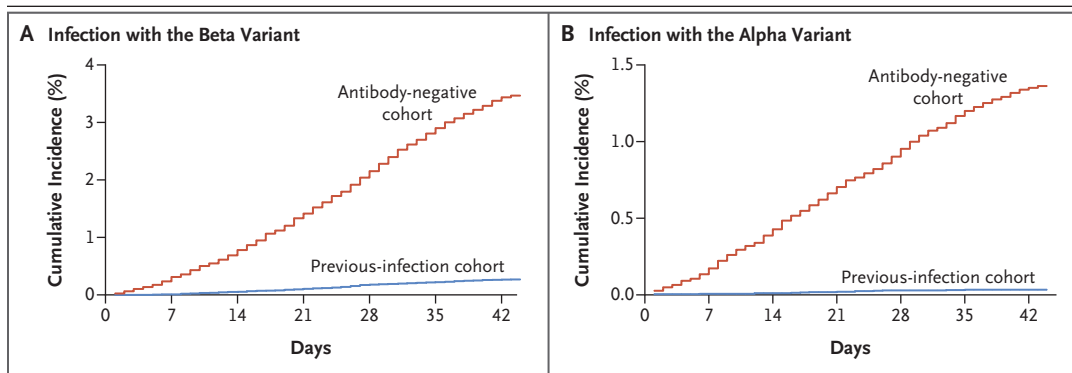 A Infection with the Beta Variant
Cumulative Incidence (%)
4
3
2
1
0
Antibody-negative
cohort
Previous-infection cohort
0 7 14 21 28 35 42
Days
B Infection with the Alpha Variant
Cumulative Incidence (%)
1.5
1.0
0.5
0.0
Antibody-negative
cohort
Previous-infection cohort
0 7 14 21 28 35 42
Days